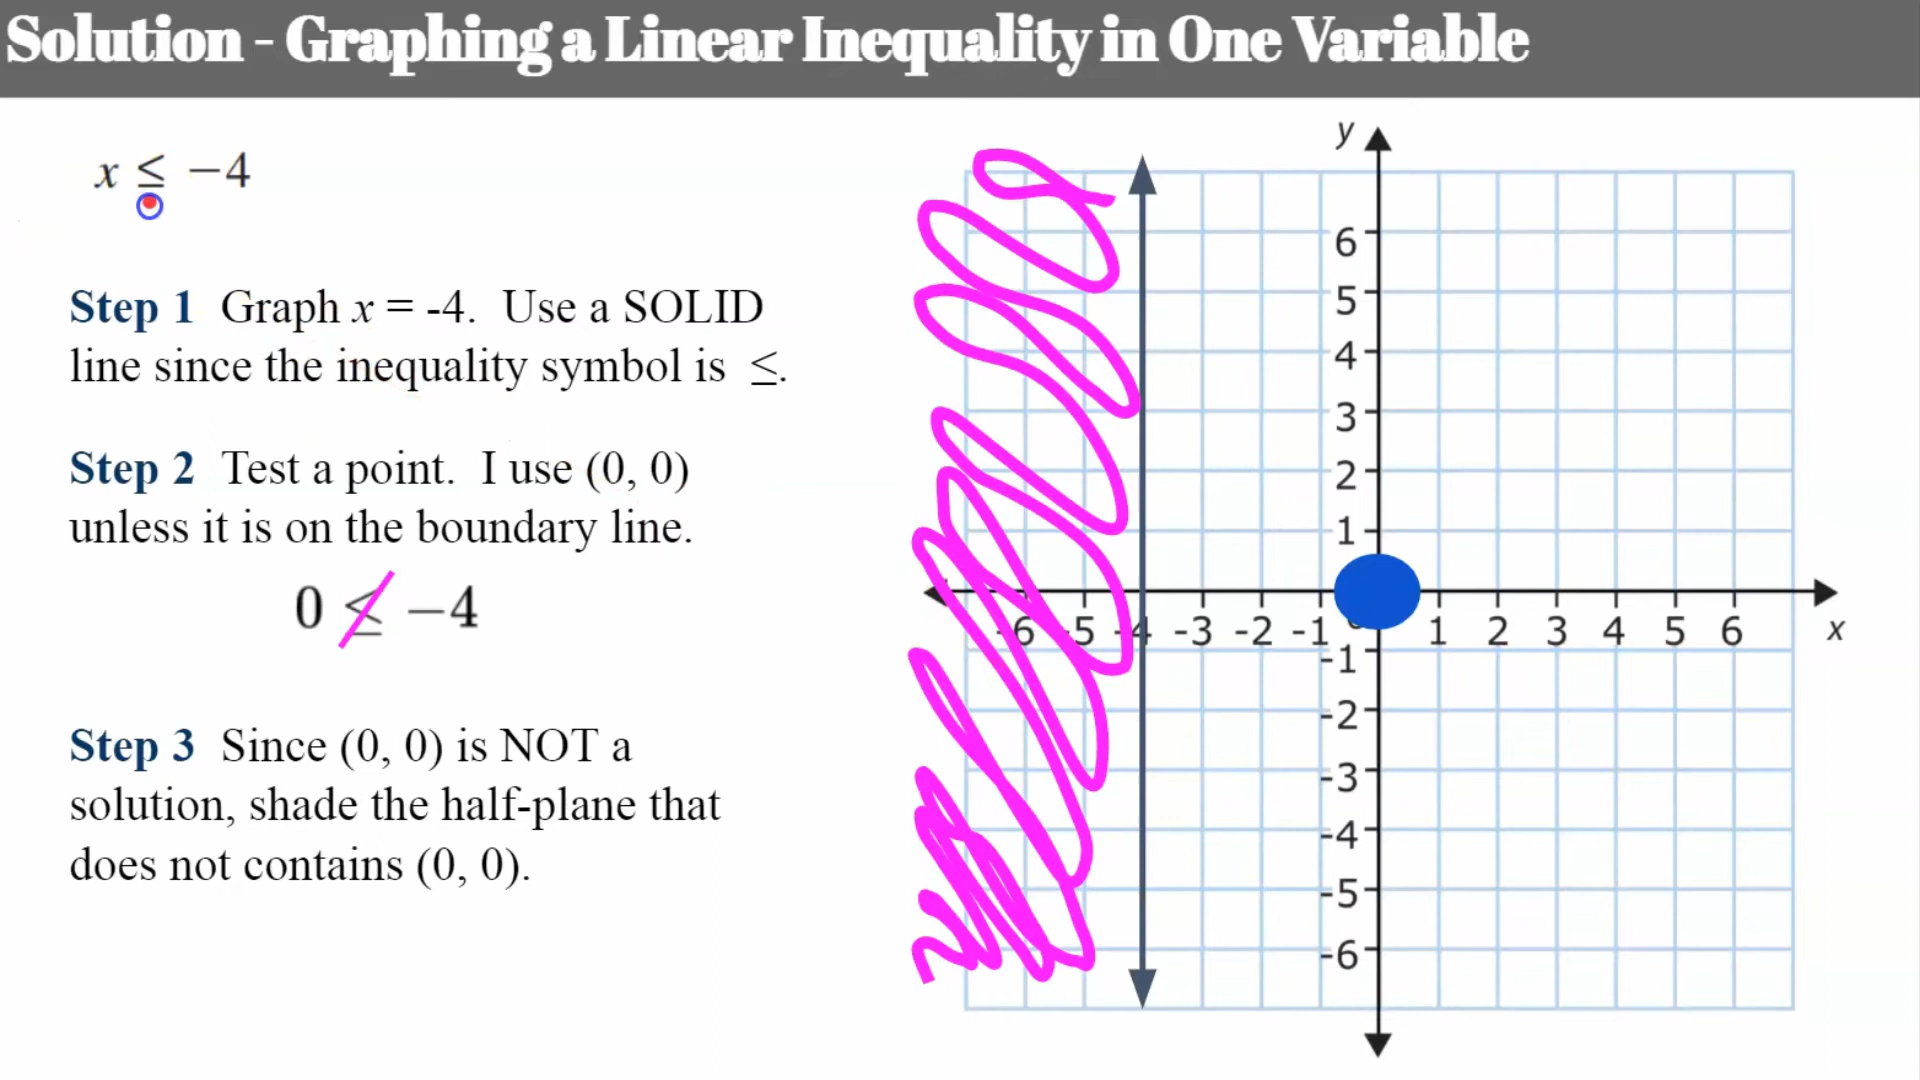 Solution - Graphing a Linear Inequality in One Variable
x ≤ −4
Step 1 Graph x = -4. Use a SOLID
line since the inequality symbol is ≤.
Step 2 Test a point. I use (0, 0)
unless it is on the boundary line.
0 ≤ −4
Step 3 Since (0, 0) is NOT a
solution, shade the half-plane that
does not contains (0, 0).
y
6
5
4
3
2
1
-6 -5 -4 -3 -2 -1 1 2 3 4 5 6 x
-1
-2
-3
-4
-5
-6